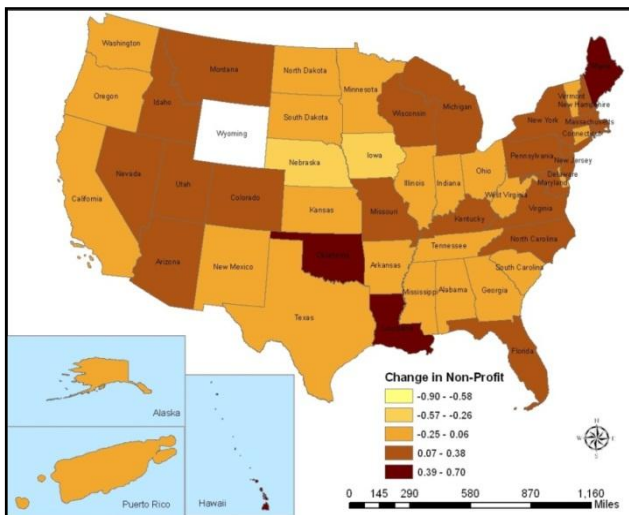 Washington
Oregon
California
Nevada
Idaho
Montana
Wyoming
Utah
Arizona
Colorado
New Mexico
North Dakota
South Dakota
Nebraska
Kansas
Texas
Minnesota
Iowa
Missouri
Arkansas
Wisconsin
Michigan
Illinois
Indiana
Ohio
Kentucky
Tennessee
Mississippi
Alabama
Georgia
Florida
South Carolina
North Carolina
Virginia
West Virginia
Maryland
Delaware
New Jersey
Pennsylvania
New York
Connecticut
Massachusetts
New Hampshire
Vermont
Alaska
Puerto Rico
Hawaii
Change in Non-Profit
-0.90 - -0.58
-0.57 - -0.26
-0.25 - 0.06
0.07 - 0.38
0.39 - 0.70
N
W
E
S
0 145 290 580 870 1,160
Miles